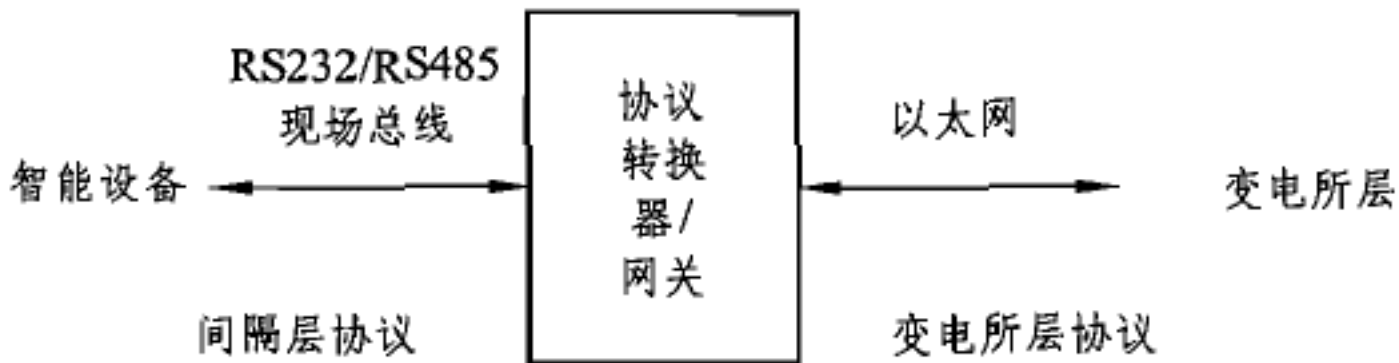 RS232/RS485
现场总线
智能设备
间隔层协议
协议
转换
器/
网关
以太网
变电所层
变电所层协议